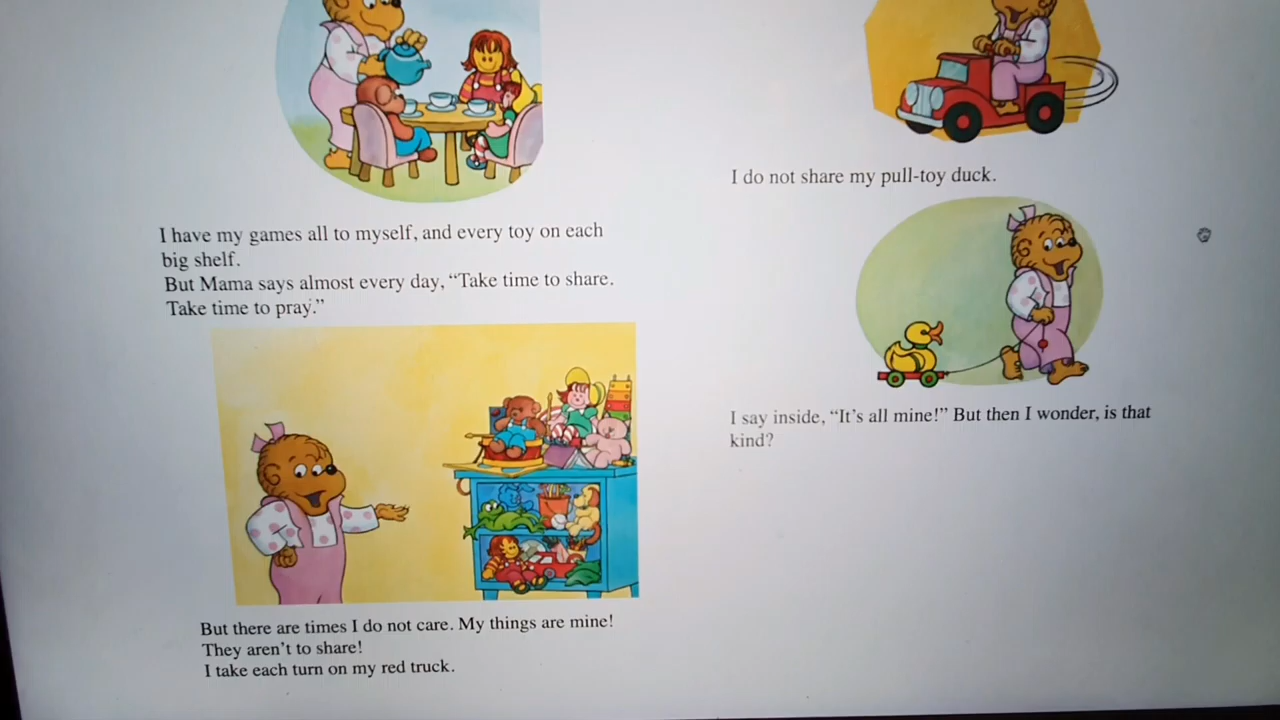 I have my games all to myself, and every toy on each
big shelf.
But Mama says almost every day, “Take time to share.
Take time to pray.”
But there are times I do not care. My things are mine!
They aren’t to share!
I take each turn on my red truck.
I do not share my pull-toy duck.
I say inside, “It’s all mine!” But then I wonder, is that
kind?